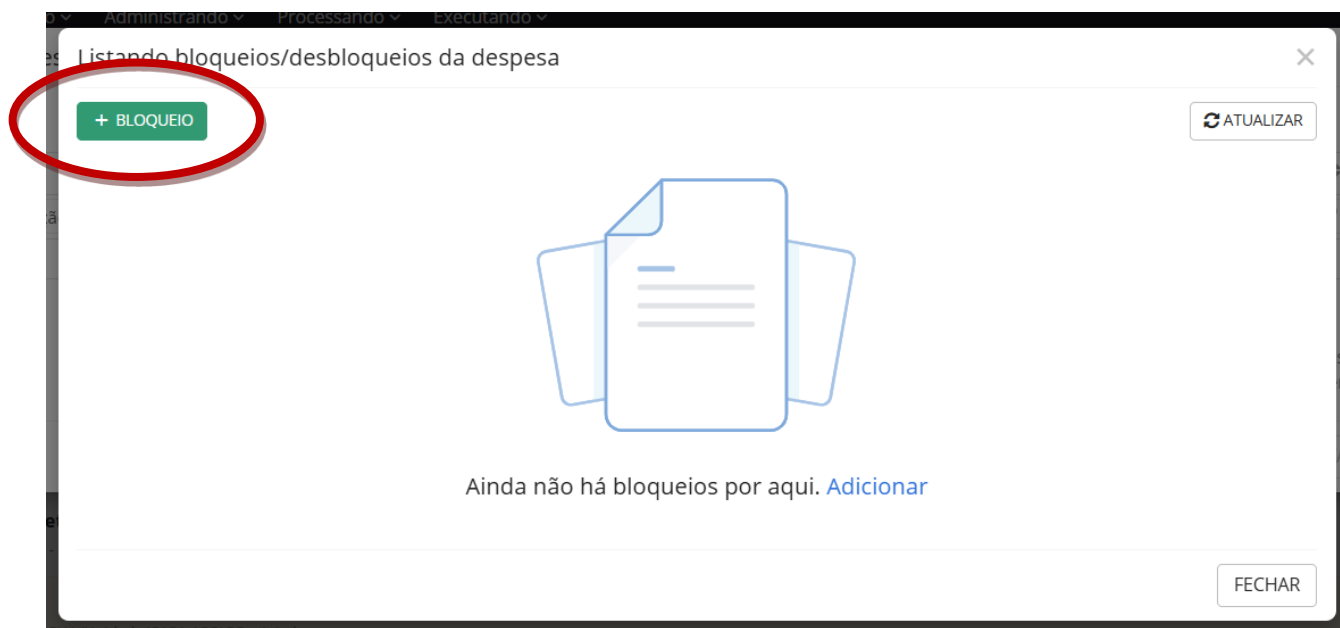 Administrando Processando Executando
Listando bloqueios/desbloqueios da despesa
+ BLOQUEIO
ATUALIZAR
Ainda não há bloqueios por aqui. Adicionar
FECHAR